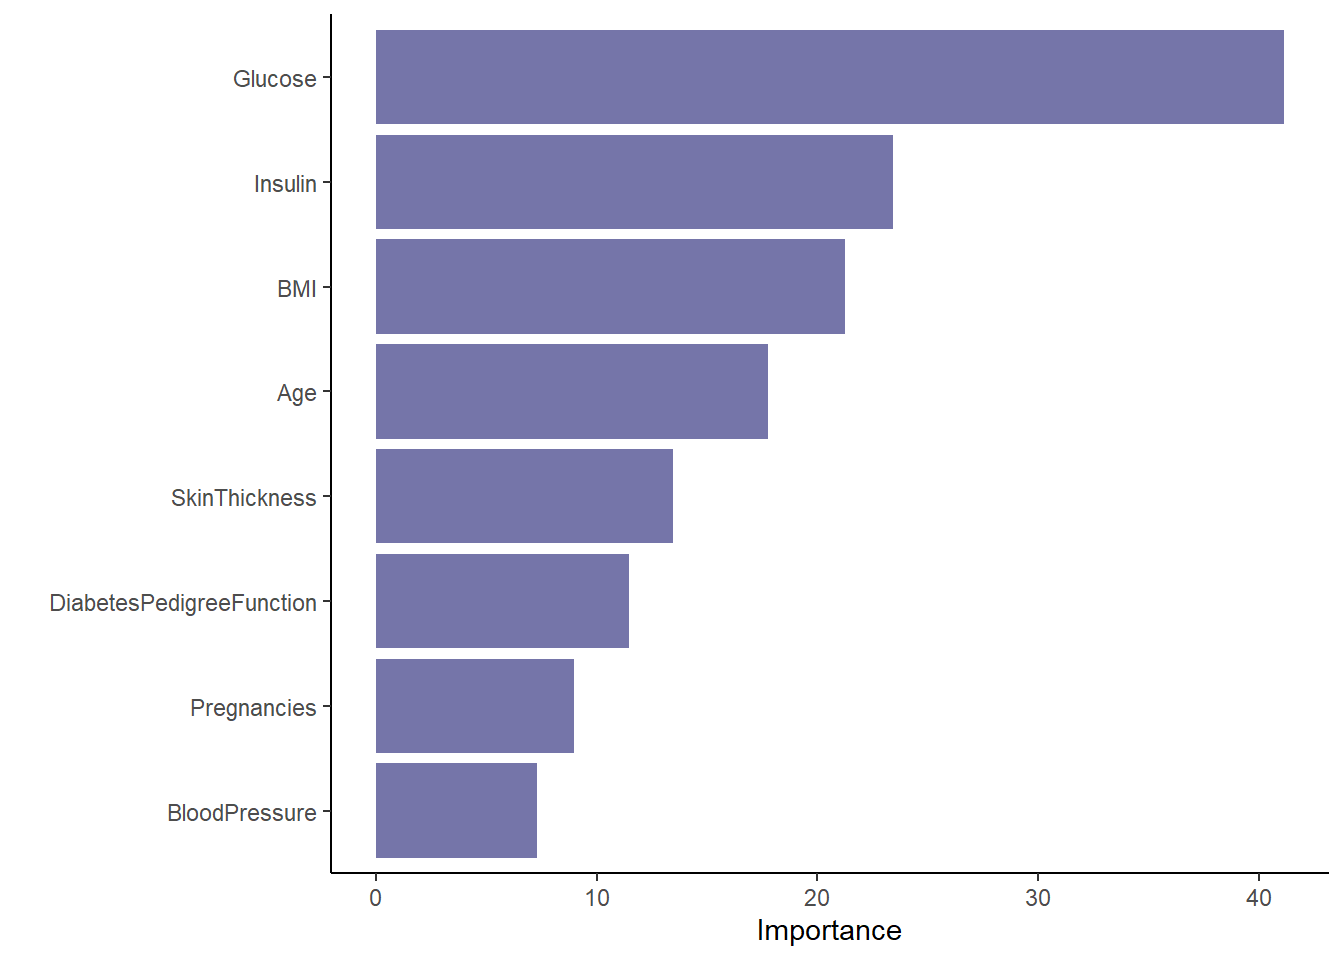 Glucose
Insulin
BMI
Age
SkinThickness
DiabetesPedigreeFunction
Pregnancies
BloodPressure
0 10 20 30 40
Importance